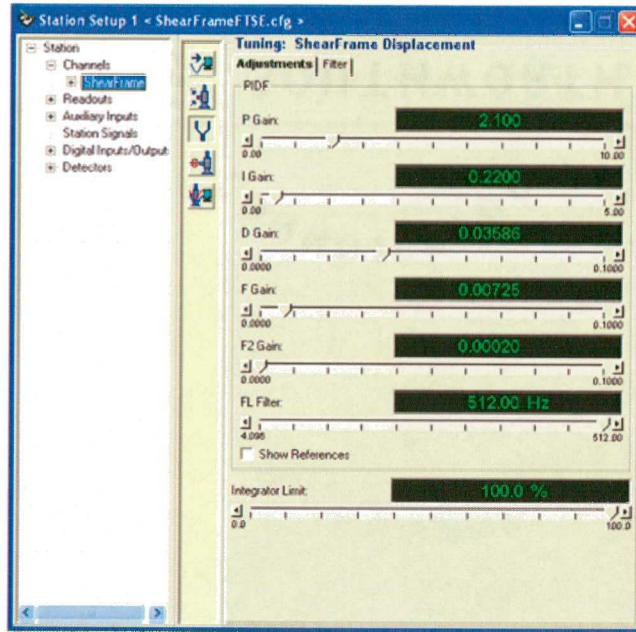 Station Setup 1 < ShearFrameFTSE.cfg >
Station
Channels
ShearFrame
Readouts
Auxiliary Inputs
Station Signals
Digital Inputs/Output
Detectors
Tuning: ShearFrame Displacement
Adjustments Filter
PIDF
P Gain: 2.100
0.00 10.00
I Gain: 0.2200
0.00 5.00
D Gain: 0.03586
0.0000 0.1000
F Gain: 0.00725
0.0000 0.1000
F2 Gain: 0.00020
0.0000 0.1000
FL Filter: 512.00 Hz
4.096 512.00
Show References
Integrator Limit: 100.0 %
0.0 100.0